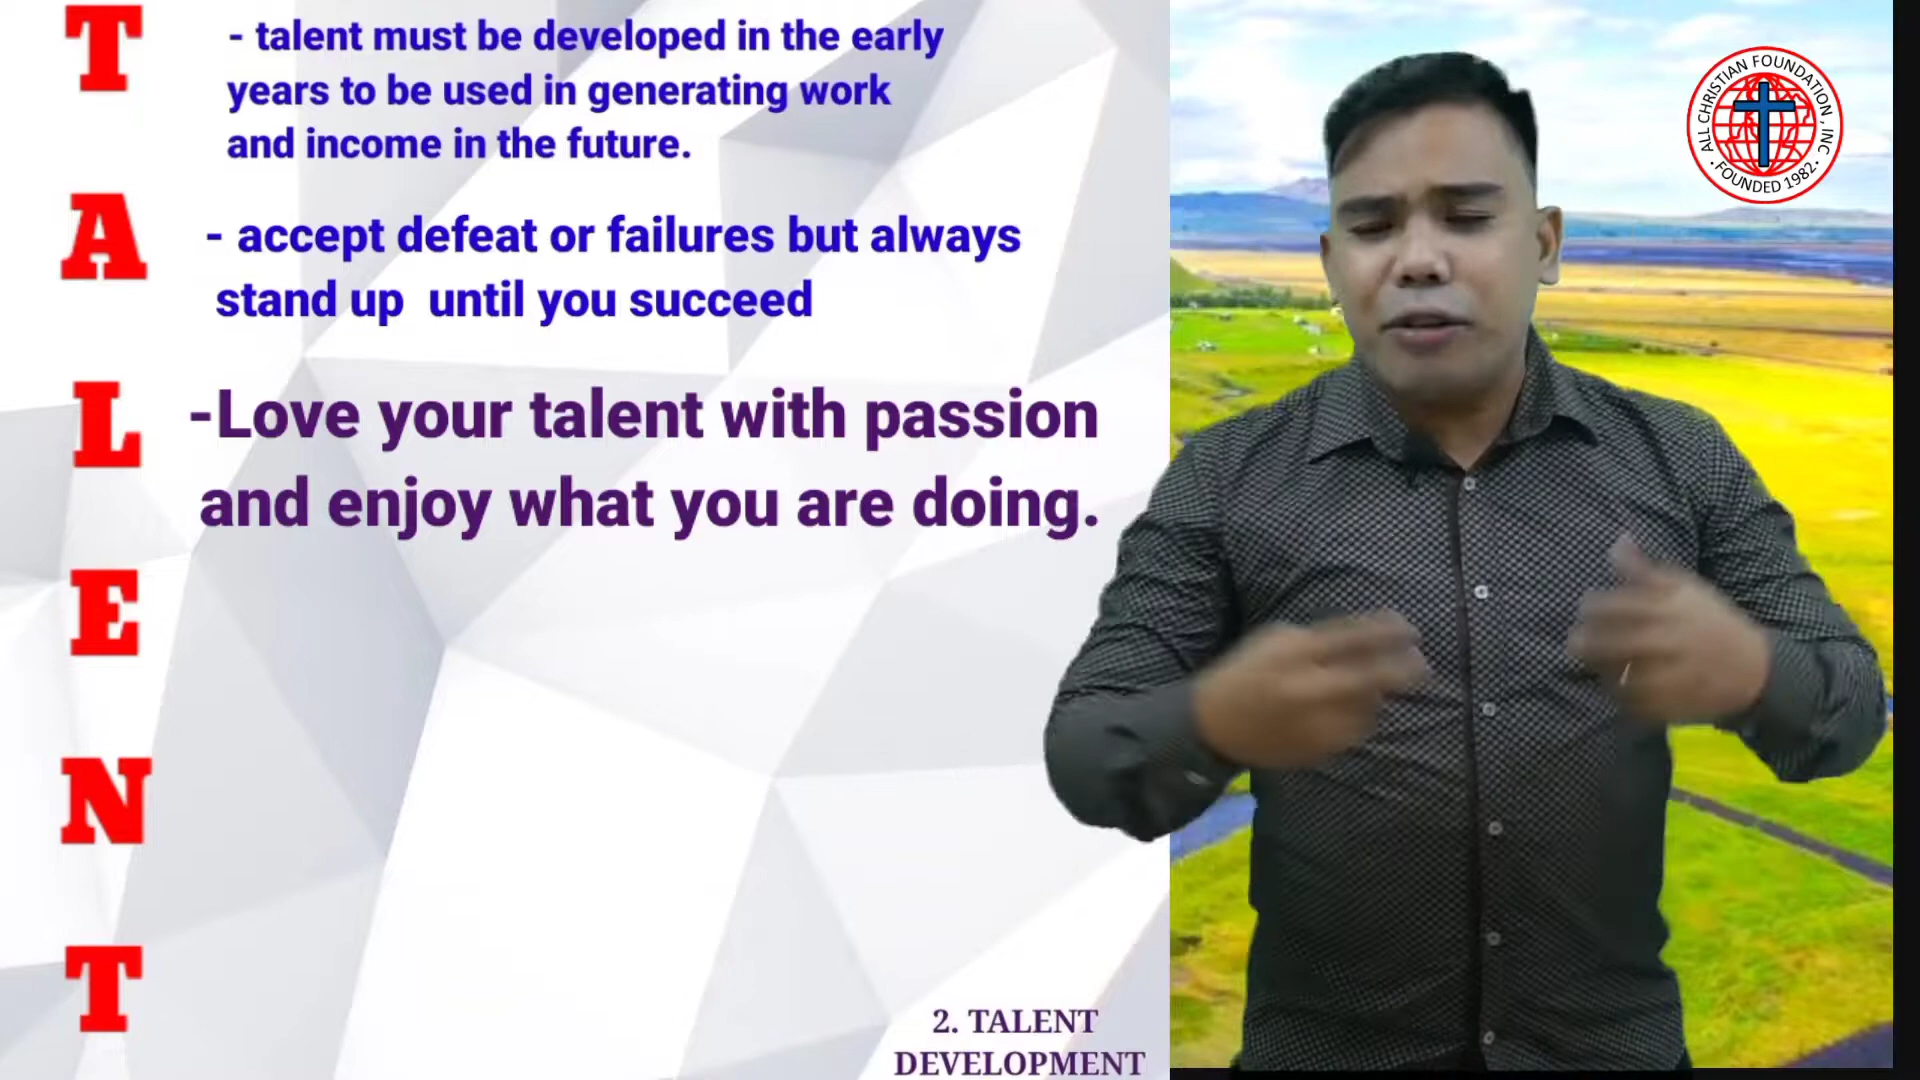 T
- talent must be developed in the early
years to be used in generating work
and income in the future.
A
- accept defeat or failures but always
stand up until you succeed
L
-Love your talent with passion
and enjoy what you are doing.
E
N
T
2. TALENT
DEVELOPMENT
ALL CHRISTIAN FOUNDATION, INC
• FOUNDED 1982 •